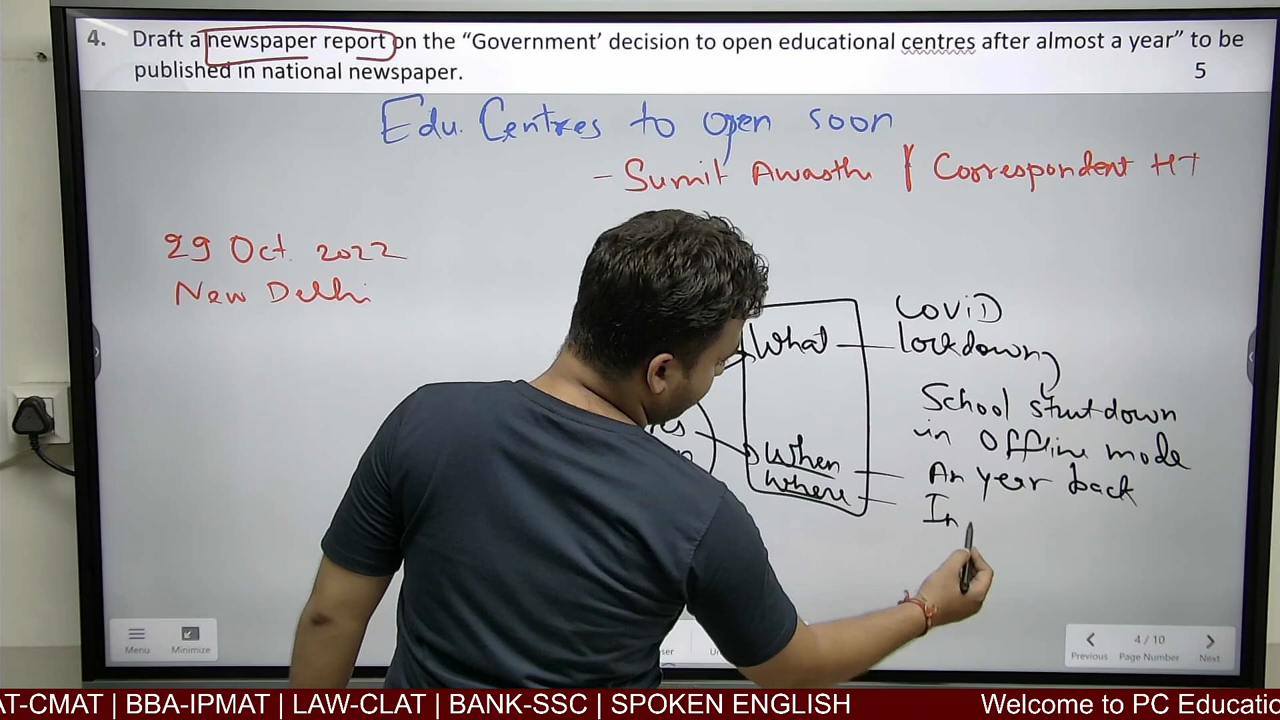 4. Draft a newspaper report on the “Government’ decision to open educational centres after almost a year” to be
published in national newspaper. 5
Edu. Centres to open soon
- Sumit Awasthi / Correspondent HT
29 Oct. 2022
New Delhi
What
COVID
lockdown
School shutdown
in Offline mode
When
An year back
Where
In
Menu
Minimize
4/10
Previous Page Number Next
AT-CMAT | BBA-IPMAT | LAW-CLAT | BANK-SSC | SPOKEN ENGLISH Welcome to PC Educatio